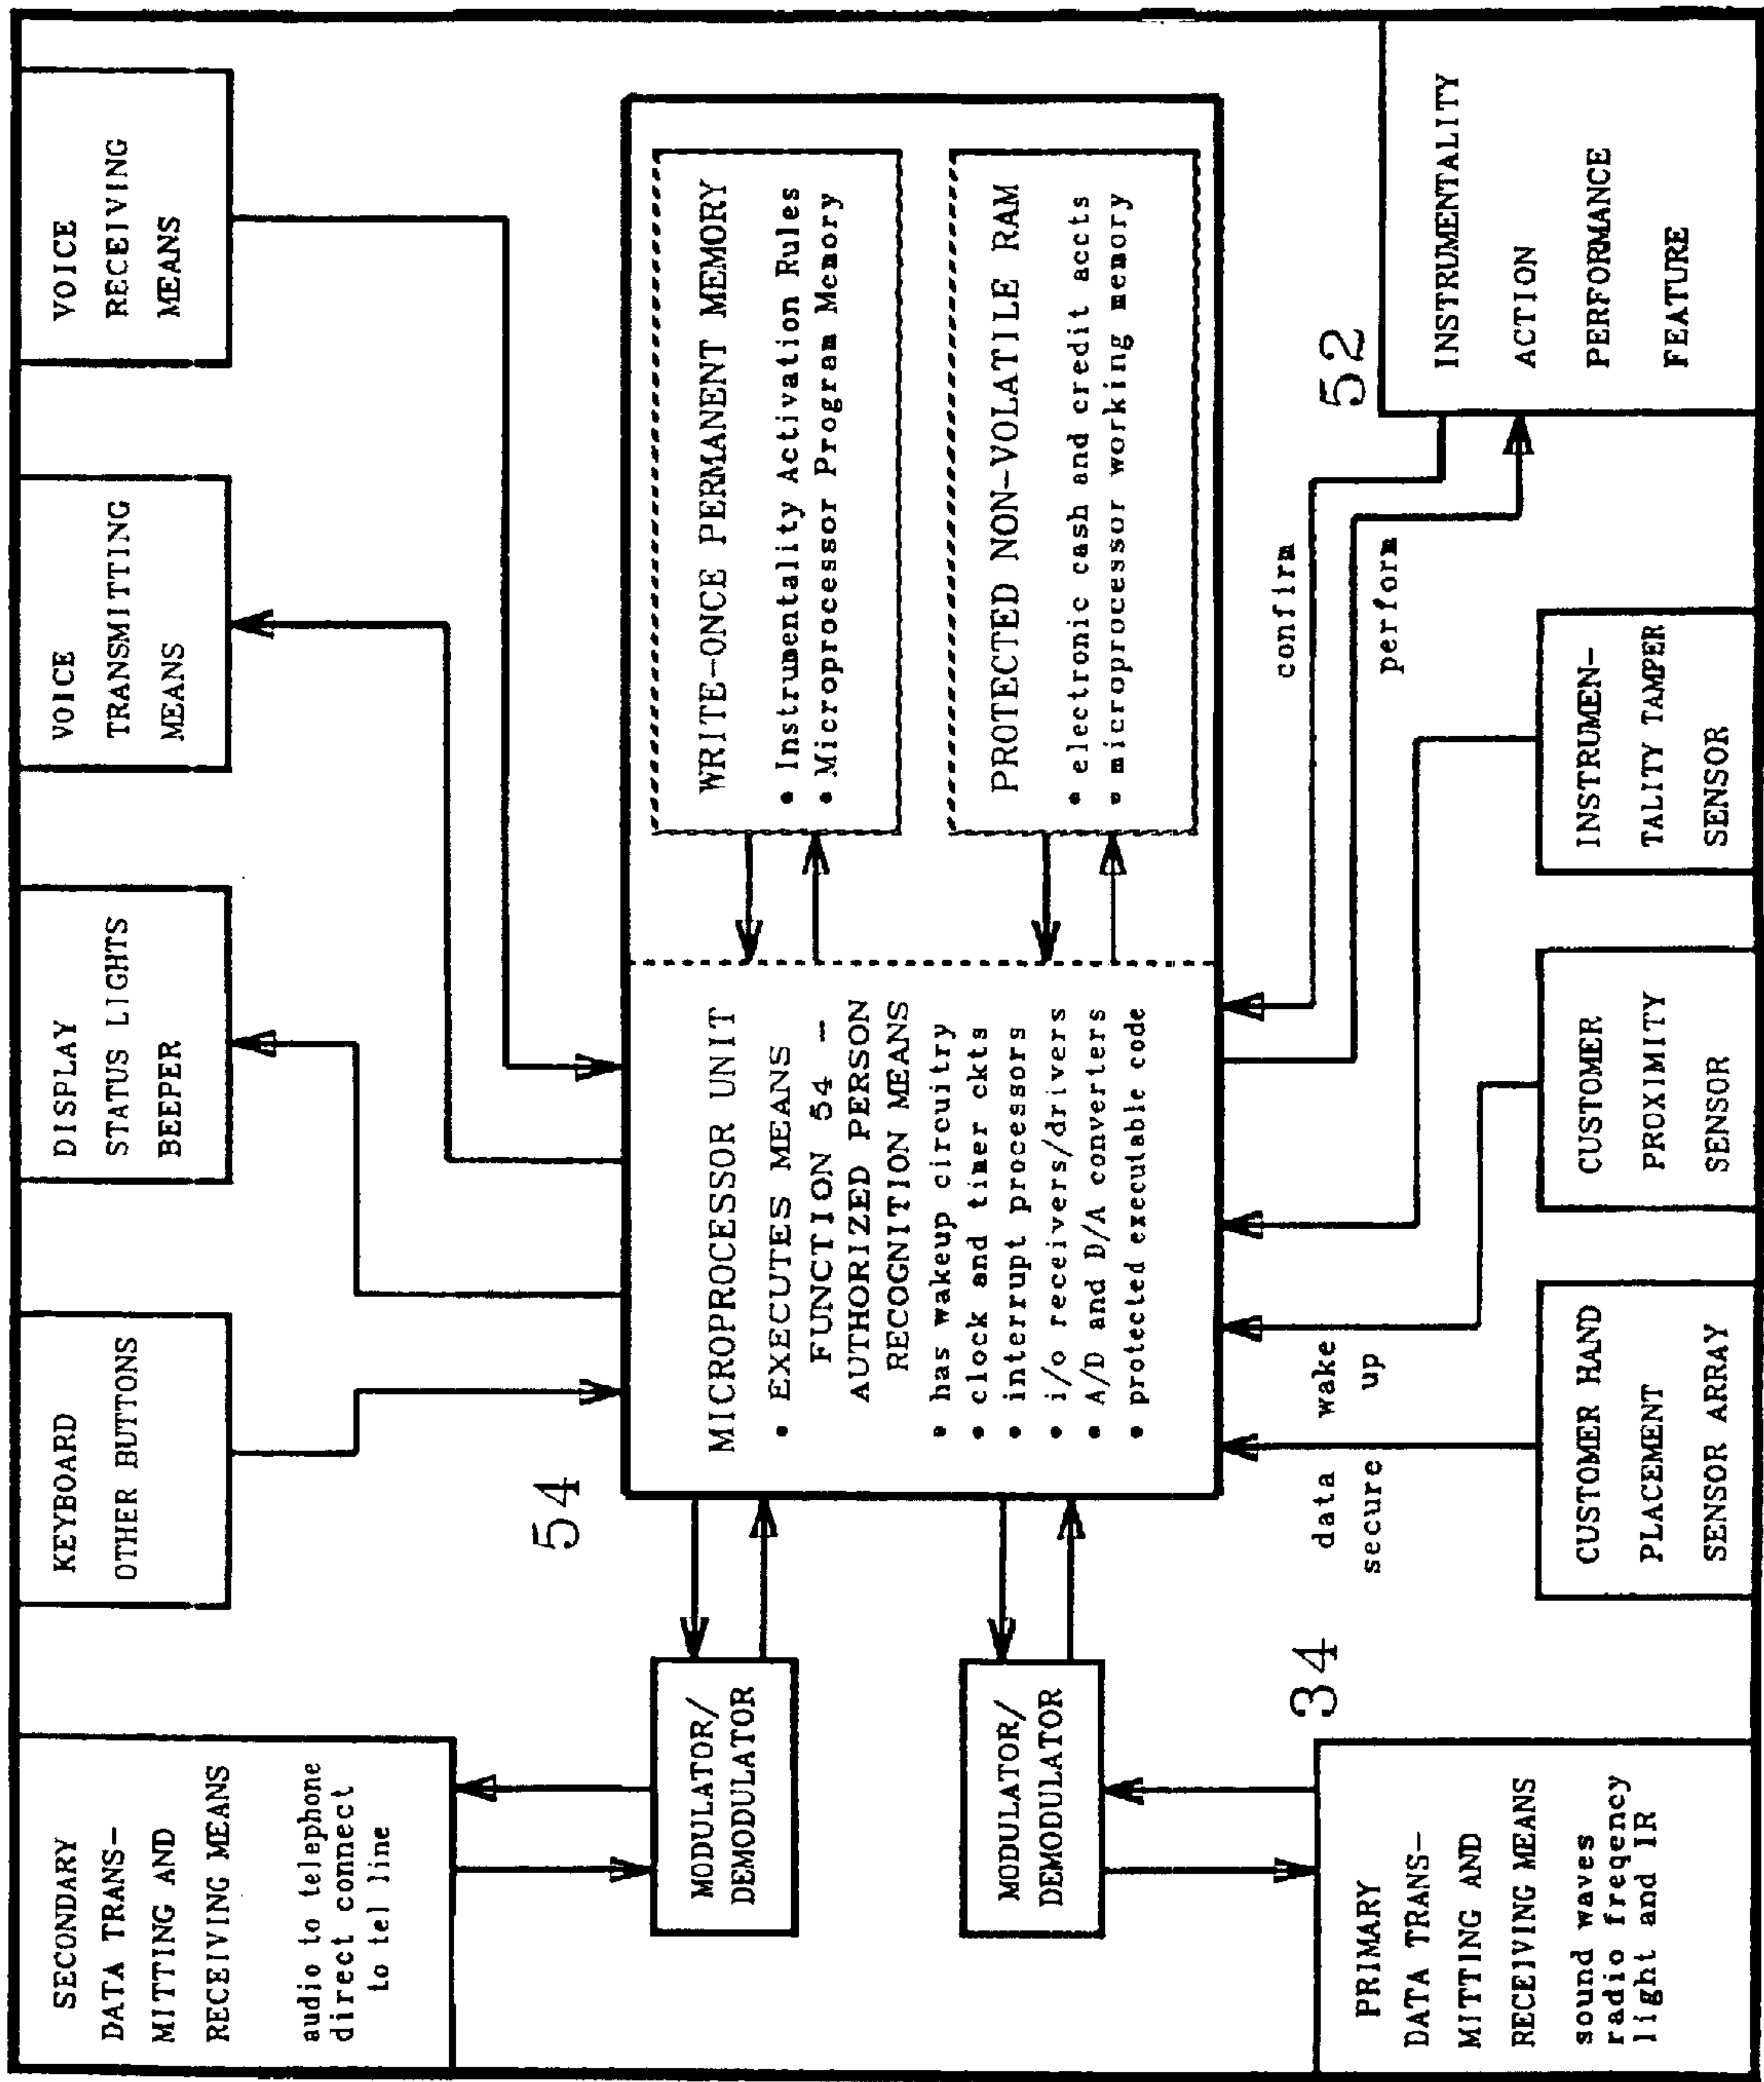 SECONDARY
DATA TRANS-
MITTING AND
RECEIVING MEANS
audio to telephone
direct connect
to tel line
KEYBOARD
OTHER BUTTONS
DISPLAY
STATUS LIGHTS
BEEPER
VOICE
TRANSMITTING
MEANS
VOICE
RECEIVING
MEANS
54
MODULATOR/
DEMODULATOR
MODULATOR/
DEMODULATOR
MICROPROCESSOR UNIT
• EXECUTES MEANS
FUNCTION 54 -
AUTHORIZED PERSON
RECOGNITION MEANS
• has wakeup circuitry
• clock and timer ckts
• interrupt processors
• i/o receivers/drivers
• A/D and D/A converters
• protected executable code
WRITE-ONCE PERMANENT MEMORY
• Instrumentality Activation Rules
• Microprocessor Program Memory
PROTECTED NON-VOLATILE RAM
• electronic cash and credit accts
• microprocessor working memory
34
data wake
secure up
confirm
perform
52
PRIMARY
DATA TRANS-
MITTING AND
RECEIVING MEANS
sound waves
radio freqency
light and IR
CUSTOMER HAND
PLACEMENT
SENSOR ARRAY
CUSTOMER
PROXIMITY
SENSOR
INSTRUMEN-
TALITY TAMPER
SENSOR
INSTRUMENTALITY
ACTION
PERFORMANCE
FEATURE